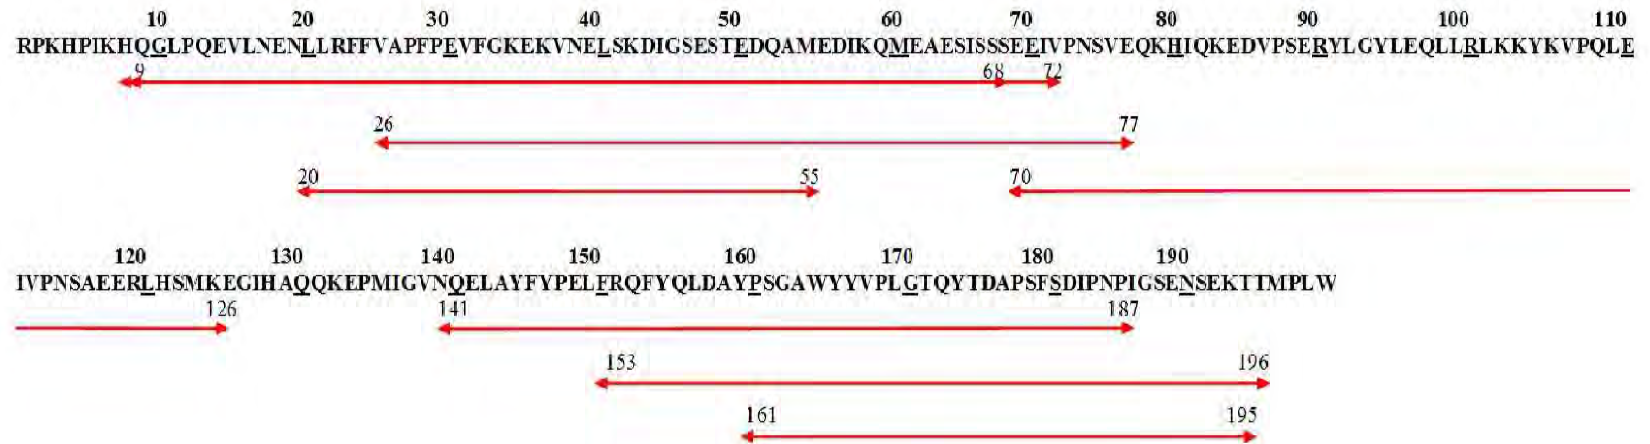 10 20 30 40 50 60 70 80 90 100 110
RPKHPIKHQGLPQEVLNENLLRFFVAPFPEVFGKEKVNELSKDIGSESTEDQAMEDIKQMEAESISSSEEIVPNSVEQKHIQKEDVPSERYLGYLEQLLRLKKYKVPQLE
9 68 72
26 77
20 55 70
120 130 140 150 160 170 180 190
IVPNSAEERLHSMKEGIHAQQKEPMIGVNQELAYFYPELFRQFYQLDAYPSGAWYYVPLGTQYTDAPSFSDIPNPIGSENSEKTTMPLW
126 141 187
153 196
161 195